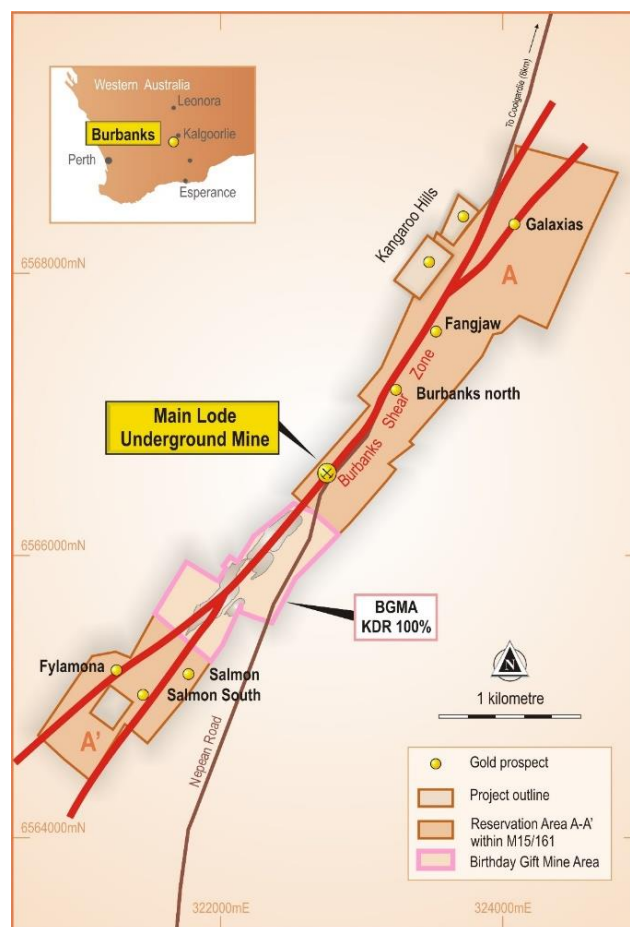 Western Australia
Leonora
Burbanks
Kalgoorlie
Perth
Esperance
To Coolgardie (8km)
Kangaroo Hills
Galaxias
A
6568000mN
Fangjaw
Burbanks north
Burbanks Shear Zone
Main Lode
Underground Mine
6566000mN
BGMA
KDR 100%
Fylamona
Salmon
Salmon South
A'
Nepean Road
N
1 kilometre
6564000mN
Gold prospect
Project outline
Reservation Area A-A'
within M15/161
Birthday Gift Mine Area
322000mE
324000mE